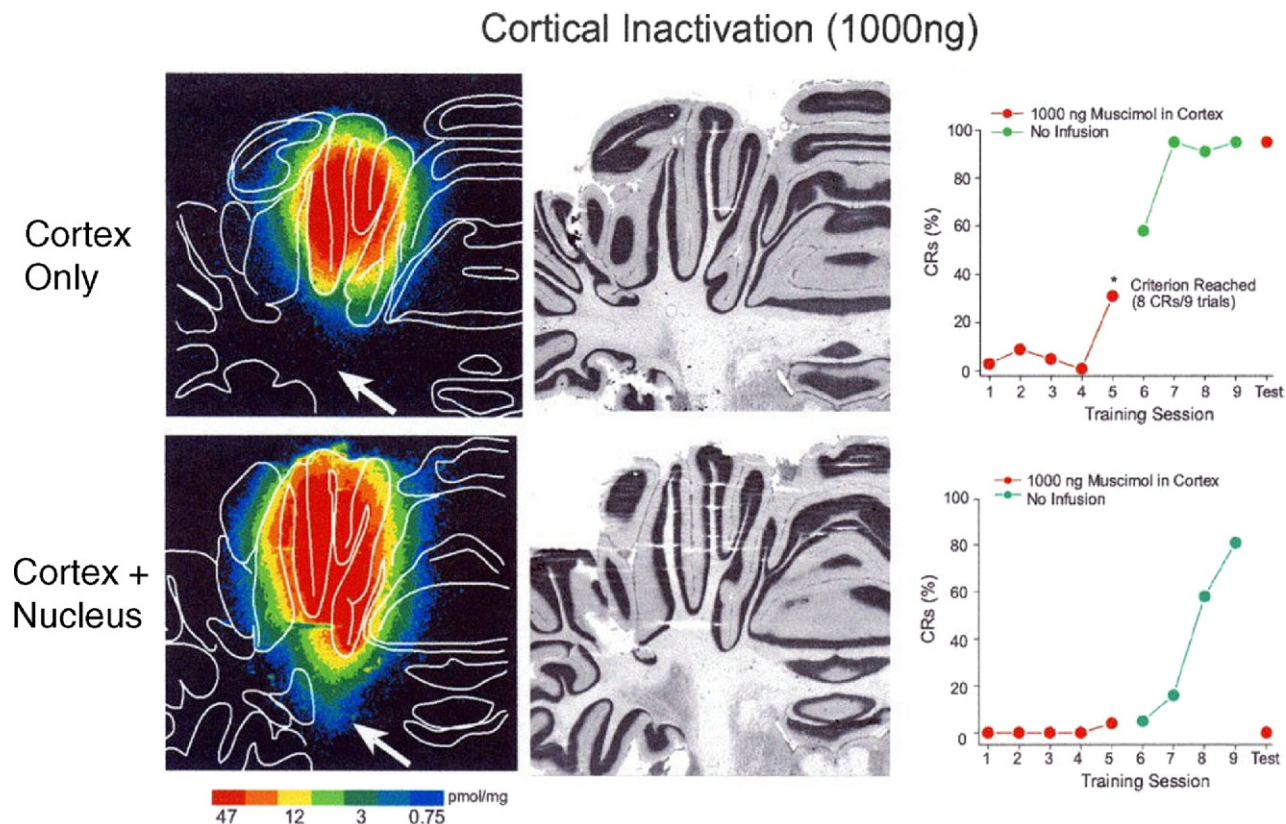 Cortical Inactivation (1000ng)
Cortex
Only
1000 ng Muscimol in Cortex
No Infusion
100
80
60
40
20
0
CRs (%)
*
Criterion Reached
(8 CRs/9 trials)
1 2 3 4 5 6 7 8 9 Test
Training Session
Cortex +
Nucleus
1000 ng Muscimol in Cortex
No Infusion
100
80
60
40
20
0
CRs (%)
1 2 3 4 5 6 7 8 9 Test
Training Session
pmol/mg
47 12 3 0.75